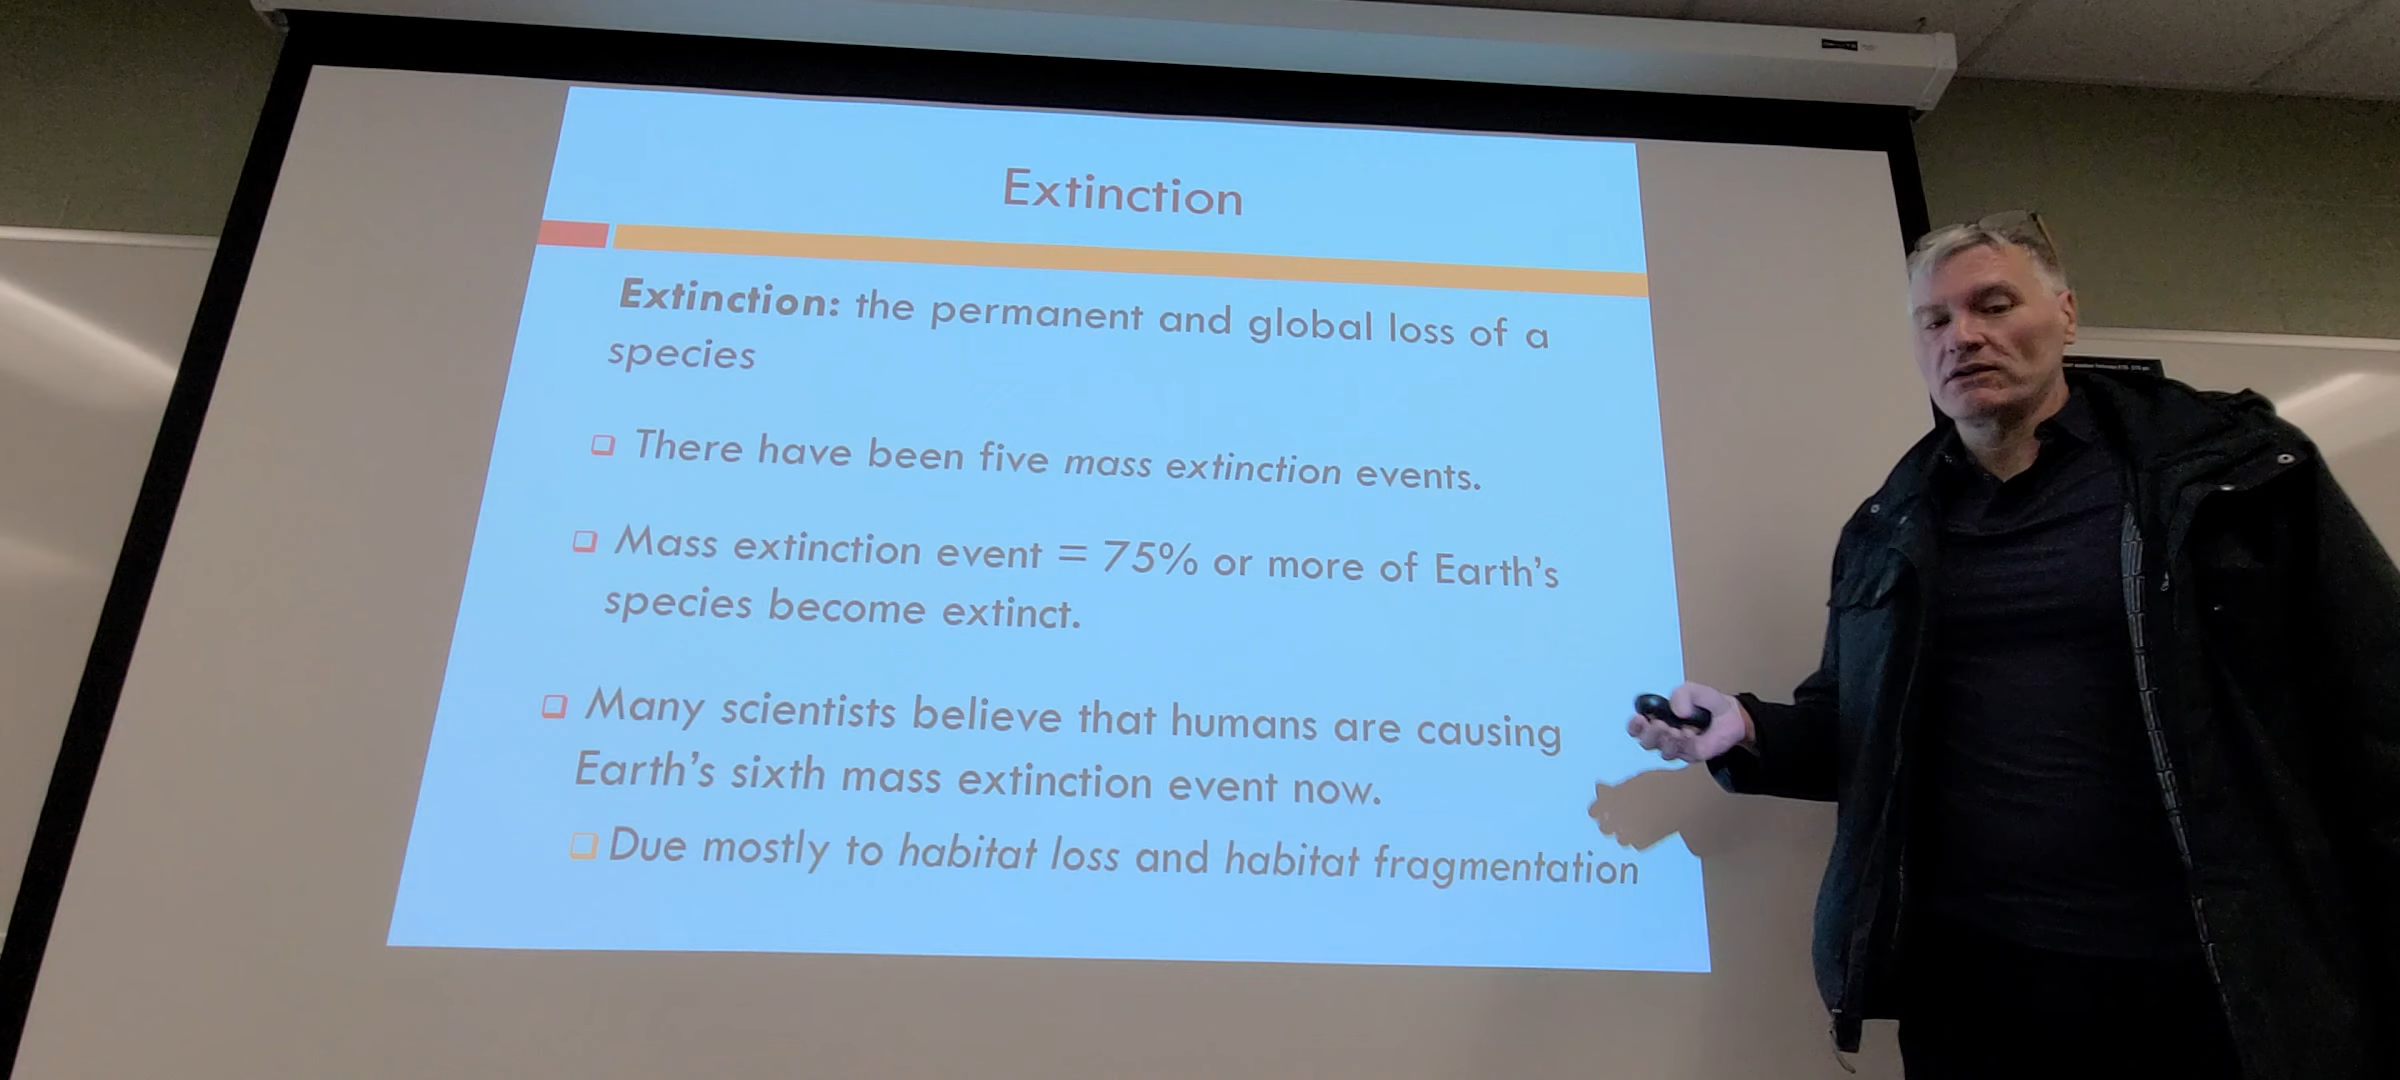 Extinction
Extinction: the permanent and global loss of a
species
There have been five mass extinction events.
Mass extinction event = 75% or more of Earth's
species become extinct.
Many scientists believe that humans are causing
Earth's sixth mass extinction event now.
Due mostly to habitat loss and habitat fragmentation